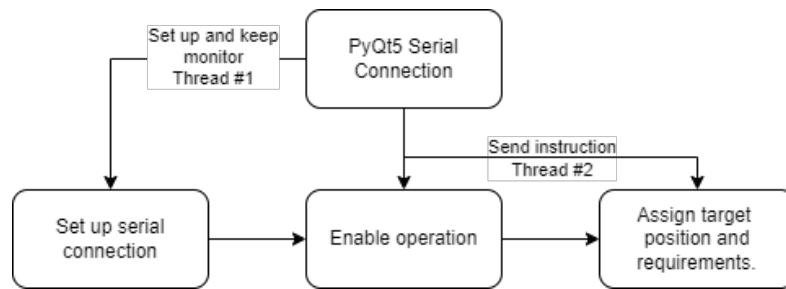 Set up and keep
monitor
Thread #1
PyQt5 Serial
Connection
Send instruction
Thread #2
Set up serial
connection
Enable operation
Assign target
position and
requirements.